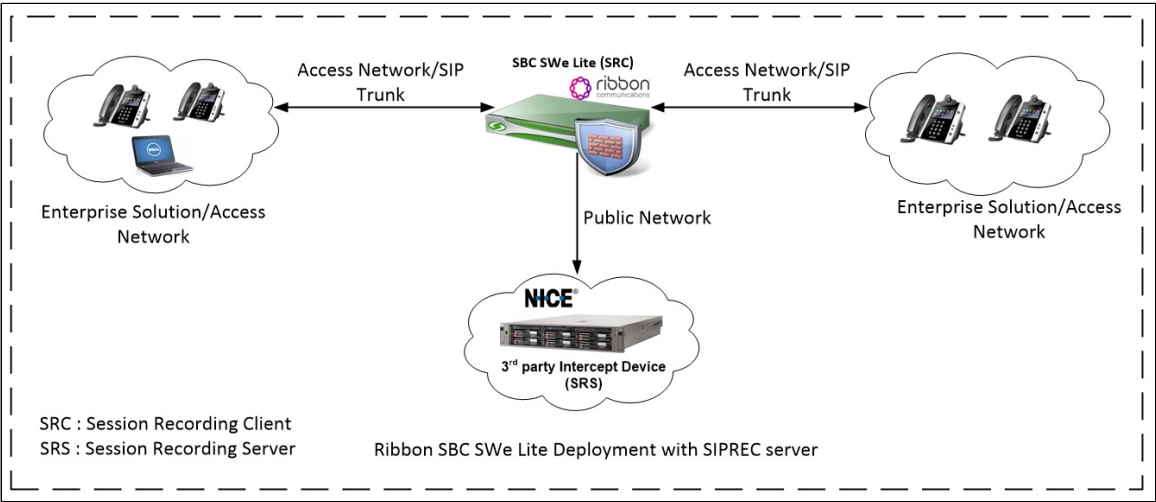 SBC SWe Lite (SRC)
ribbon
communications
Access Network/SIP
Trunk
Access Network/SIP
Trunk
DELL
Enterprise Solution/Access
Network
Public Network
Enterprise Solution/Access
Network
NICE®
3rd party Intercept Device
(SRS)
SRC : Session Recording Client
SRS : Session Recording Server
Ribbon SBC SWe Lite Deployment with SIPREC server